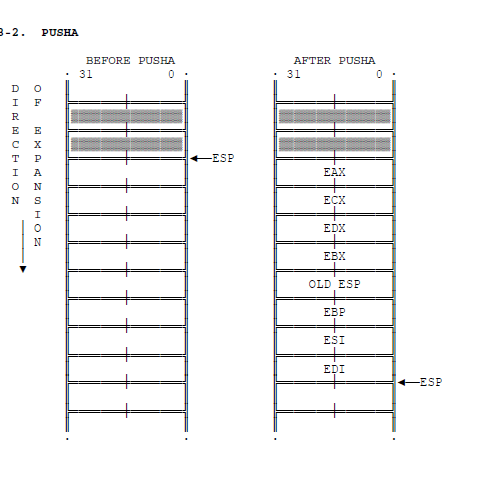 3-2. PUSHA
BEFORE PUSHA
31 0
AFTER PUSHA
31 0
DIRECTION
OF EXPANSION
ESP
EAX
ECX
EDX
EBX
OLD ESP
EBP
ESI
EDI
ESP